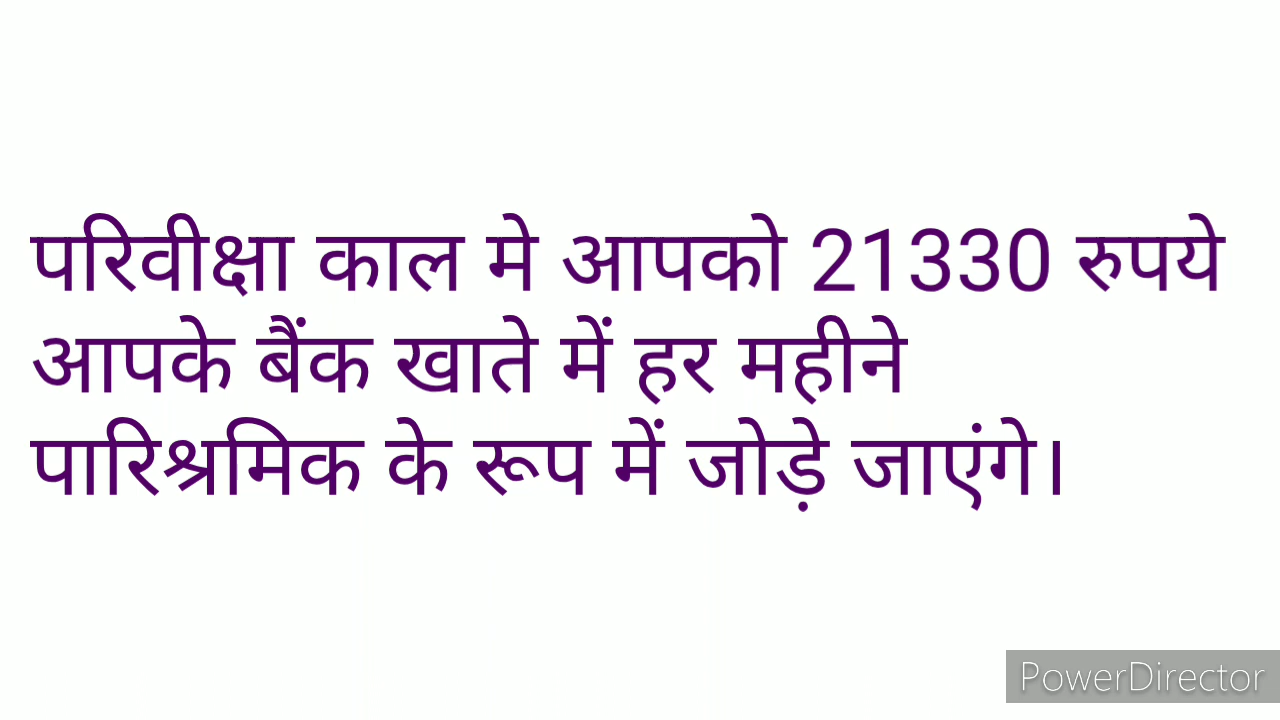 परिवीक्षा काल मे आपको 21330 रुपये
आपके बैंक खाते में हर महीने
पारिश्रमिक के रूप में जोड़े जाएंगे।
PowerDirector